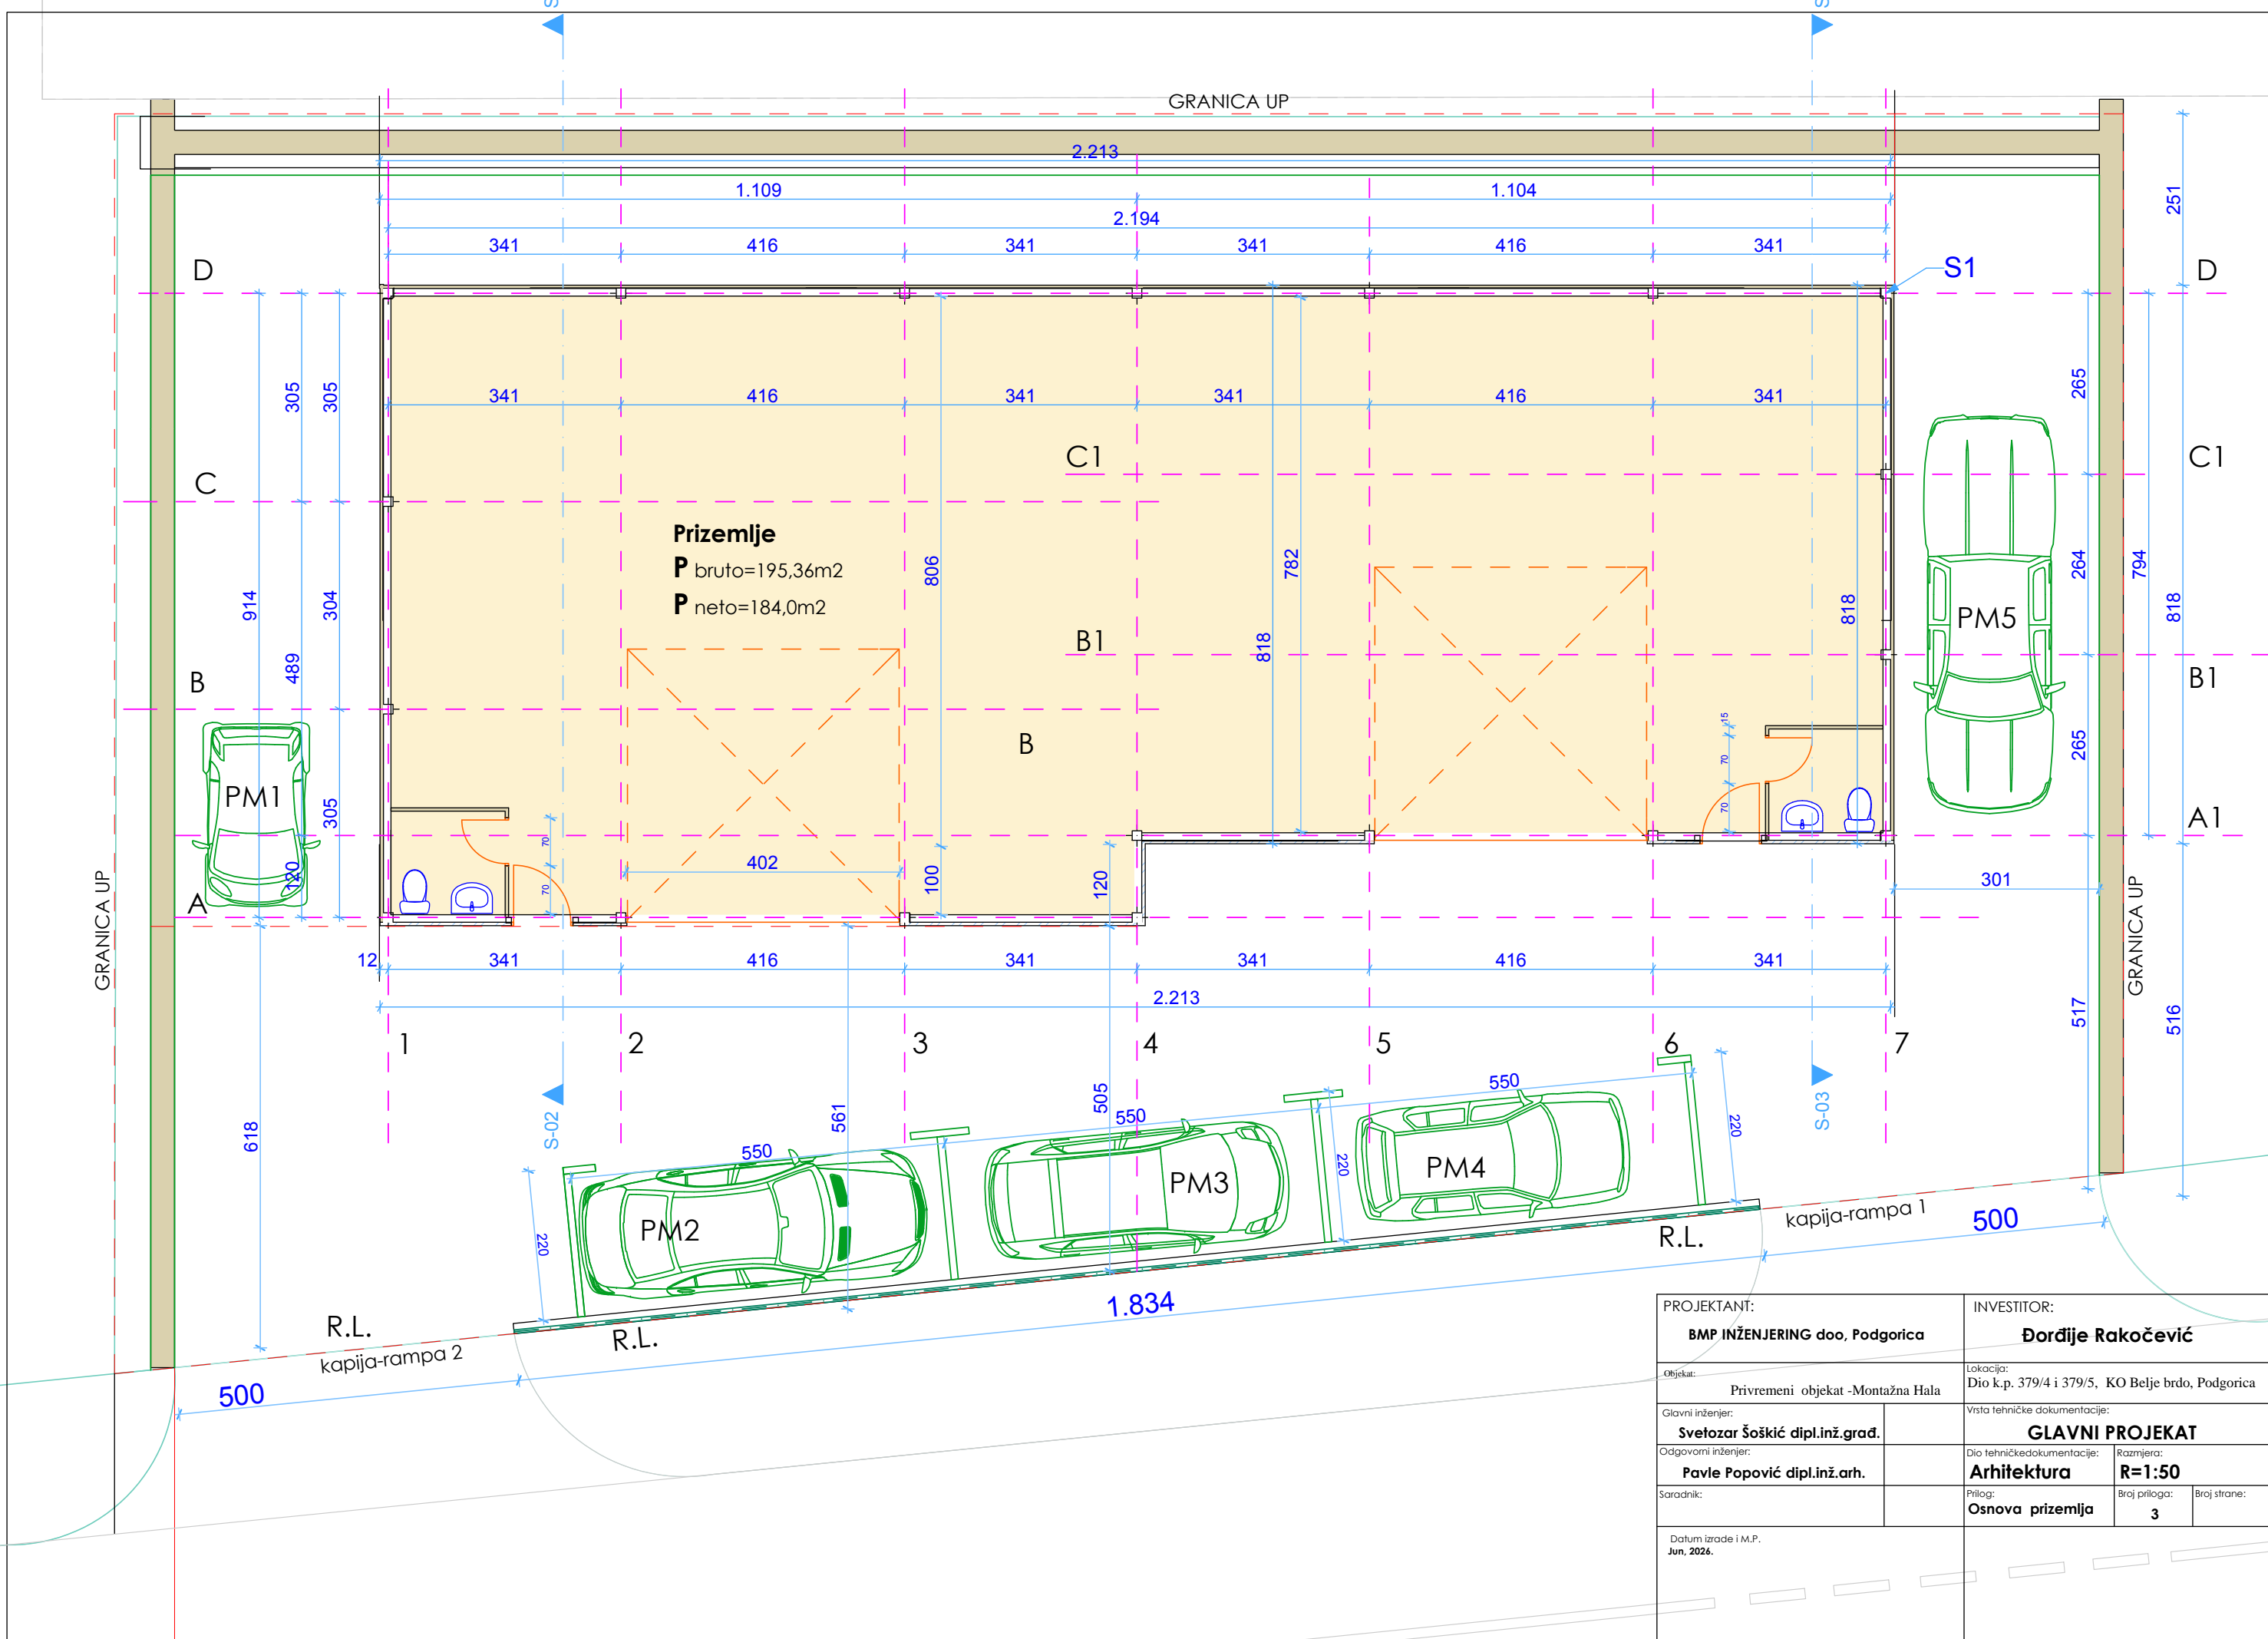 S
S
GRANICA UP
2.213
1.109
1.104
2.194
341
416
341
341
416
341
251
D
S1
D
305
305
341
416
341
341
416
341
265
C
C1
C1
Prizemlje
P bruto=195,36m2
P neto=184,0m2
914
304
806
782
818
264
794
818
PM5
489
B
B1
818
B1
B
15
70
70
265
PM1
305
120
70
70
402
100
120
A1
A
301
GRANICA UP
GRANICA UP
12
341
416
341
341
416
341
2.213
517
516
1
2
3
4
5
6
7
618
S-02
561
505
550
550
550
220
220
220
S-03
PM2
PM3
PM4
R.L.
kapija-rampa 2
R.L.
1.834
R.L.
kapija-rampa 1
500
500
PROJEKTANT:
BMP INŽENJERING doo, Podgorica
INVESTITOR:
Đorđije Rakočević
Objekat:
Privremeni objekat -Montažna Hala
Lokacija:
Dio k.p. 379/4 i 379/5, KO Belje brdo, Podgorica
Glavni inženjer:
Svetozar Šoškić dipl.inž.građ.
Vrsta tehničke dokumentacije:
GLAVNI PROJEKAT
Odgovorni inženjer:
Pavle Popović dipl.inž.arh.
Dio tehničkedokumentacije:
Arhitektura
Razmjera:
R=1:50
Saradnik:
Prilog:
Osnova prizemlja
Broj priloga:
3
Broj strane:
Datum izrade i M.P.
Jun, 2026.